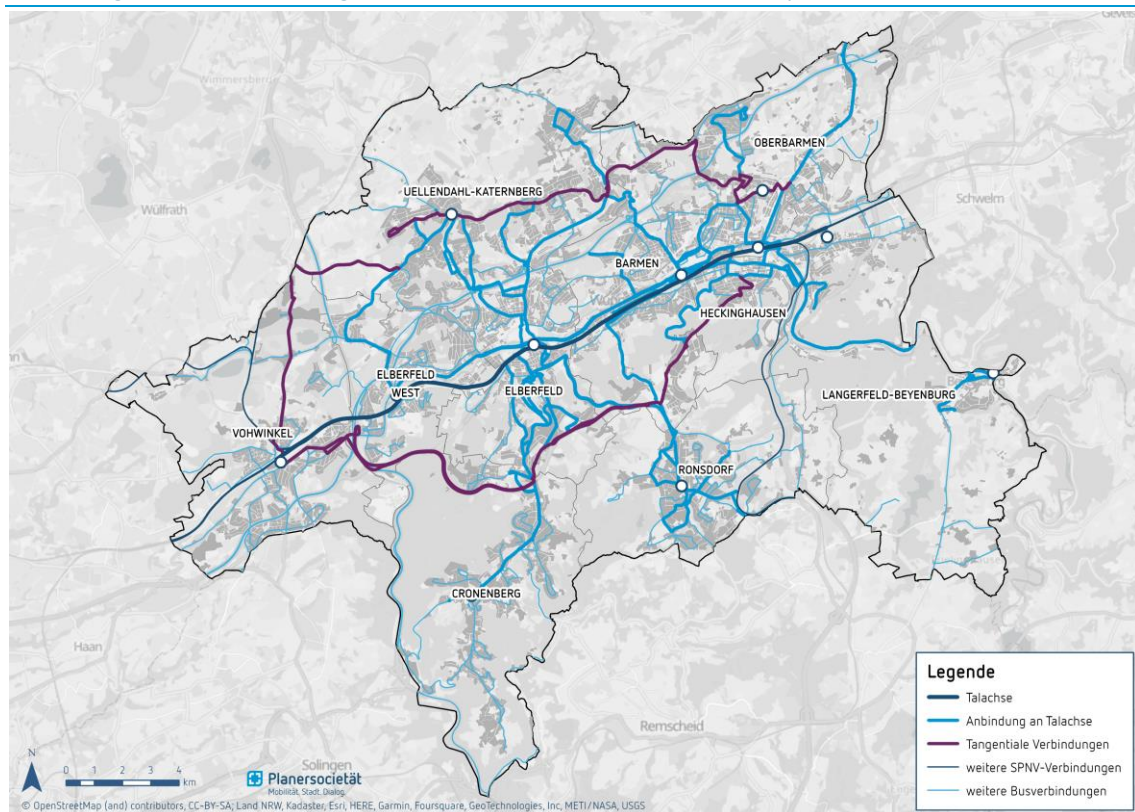 Wülfrath
Schwelm
OBERBARMEN
UELLENDAHL-KATERNBERG
BARMEN
HECKINGHAUSEN
ELBERFELD
WEST
ELBERFELD
LANGERFELD-BEYENBURG
VOHWINKEL
RONSDORF
CRONENBERG
Haan
Remscheid
Solingen
Legende
Talachse
Anbindung an Talachse
Tangentiale Verbindungen
weitere SPNV-Verbindungen
weitere Busverbindungen
N
0 1 2 3 4
km
Planersocietät
Mobilität. Stadt. Dialog.
© OpenStreetMap (and) contributors, CC-BY-SA; Land NRW, Kadaster, Esri, HERE, Garmin, Foursquare, GeoTechnologies, Inc, METI/NASA, USGS